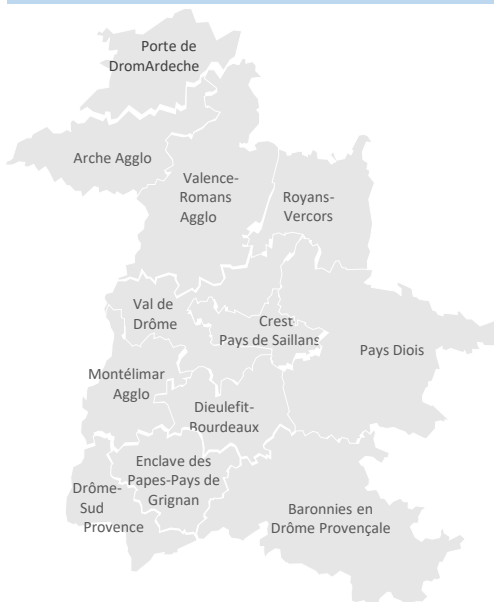 Porte de
DromArdeche
Arche Agglo
Valence-
Romans
Agglo
Royans-
Vercors
Val de
Drôme
Crest
Pays de Saillans
Pays Diois
Montélimar
Agglo
Dieulefit-
Bourdeaux
Enclave des
Papes-Pays de
Grignan
Drôme-
Sud
Provence
Baronnies en
Drôme Provençale